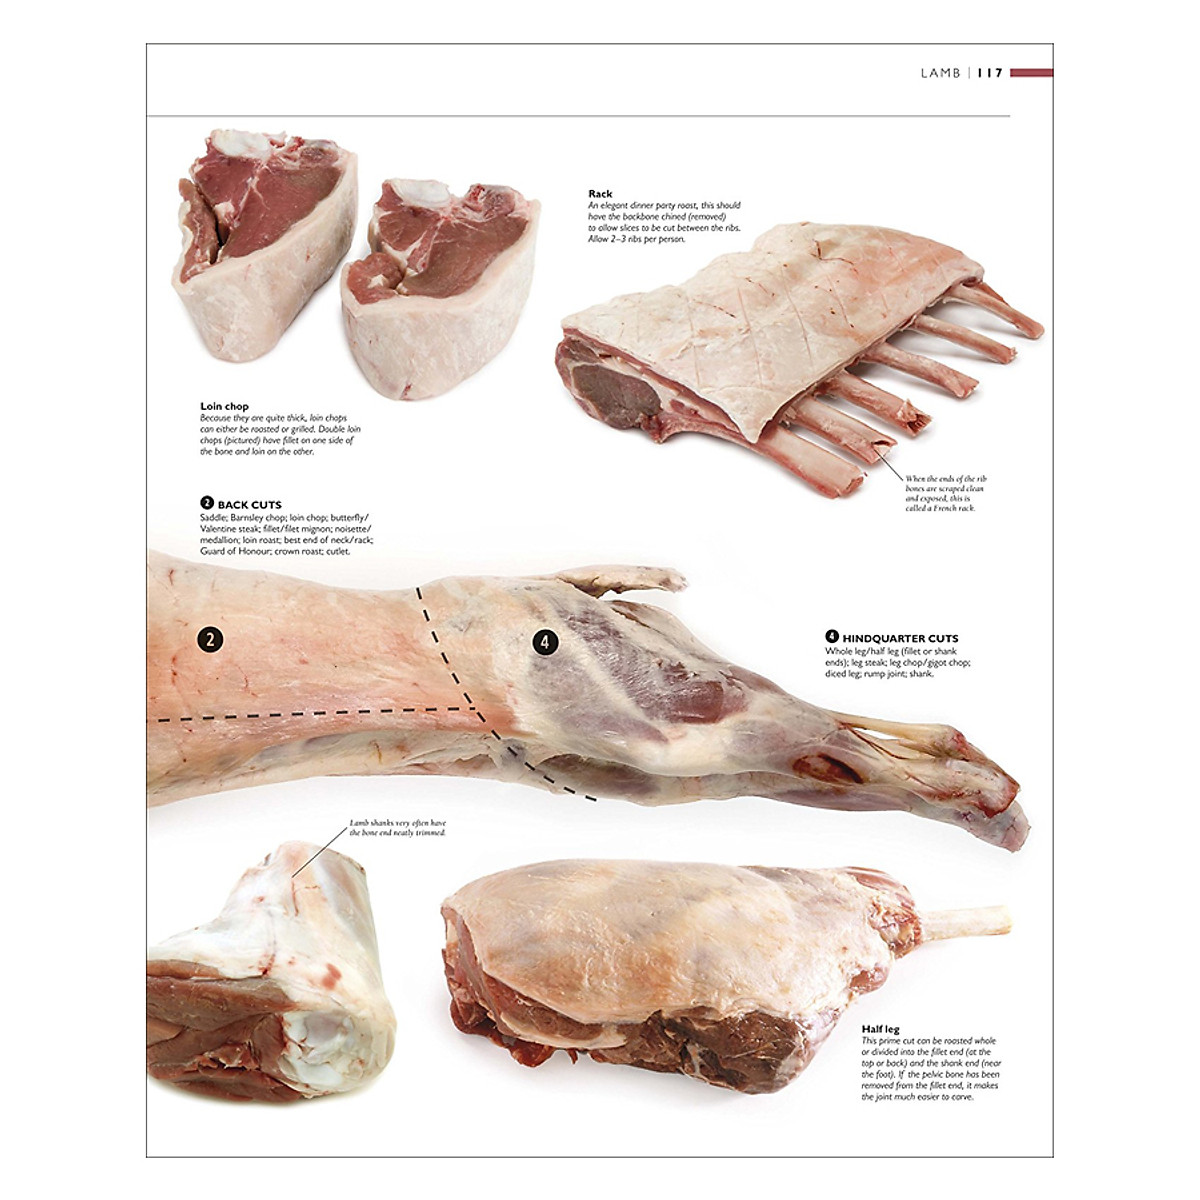 LAMB | 117
Rack
An elegant dinner party roast, this should
have the backbone chined (removed)
to allow slices to be cut between the ribs.
Allow 2–3 ribs per person.
Loin chop
Because they are quite thick, loin chops
can either be roasted or grilled. Double loin
chops (pictured) have fillet on one side of
the bone and loin on the other.
When the ends of the rib
bones are scraped clean
and exposed, this is
called a French rack.
2 BACK CUTS
Saddle; Barnsley chop; loin chop; butterfly/
Valentine steak; fillet/filet mignon; noisette/
medallion; loin roast; best end of neck/rack;
Guard of Honour; crown roast; cutlet.
2
4
4 HINDQUARTER CUTS
Whole leg/half leg (fillet or shank
ends); leg steak; leg chop/gigot chop;
diced leg; rump joint; shank.
Lamb shanks very often have
the bone end neatly trimmed.
Half leg
This prime cut can be roasted whole
or divided into the fillet end (at the
top or back) and the shank end (near
the foot). If the pelvic bone has been
removed from the fillet end, it makes
the joint much easier to carve.